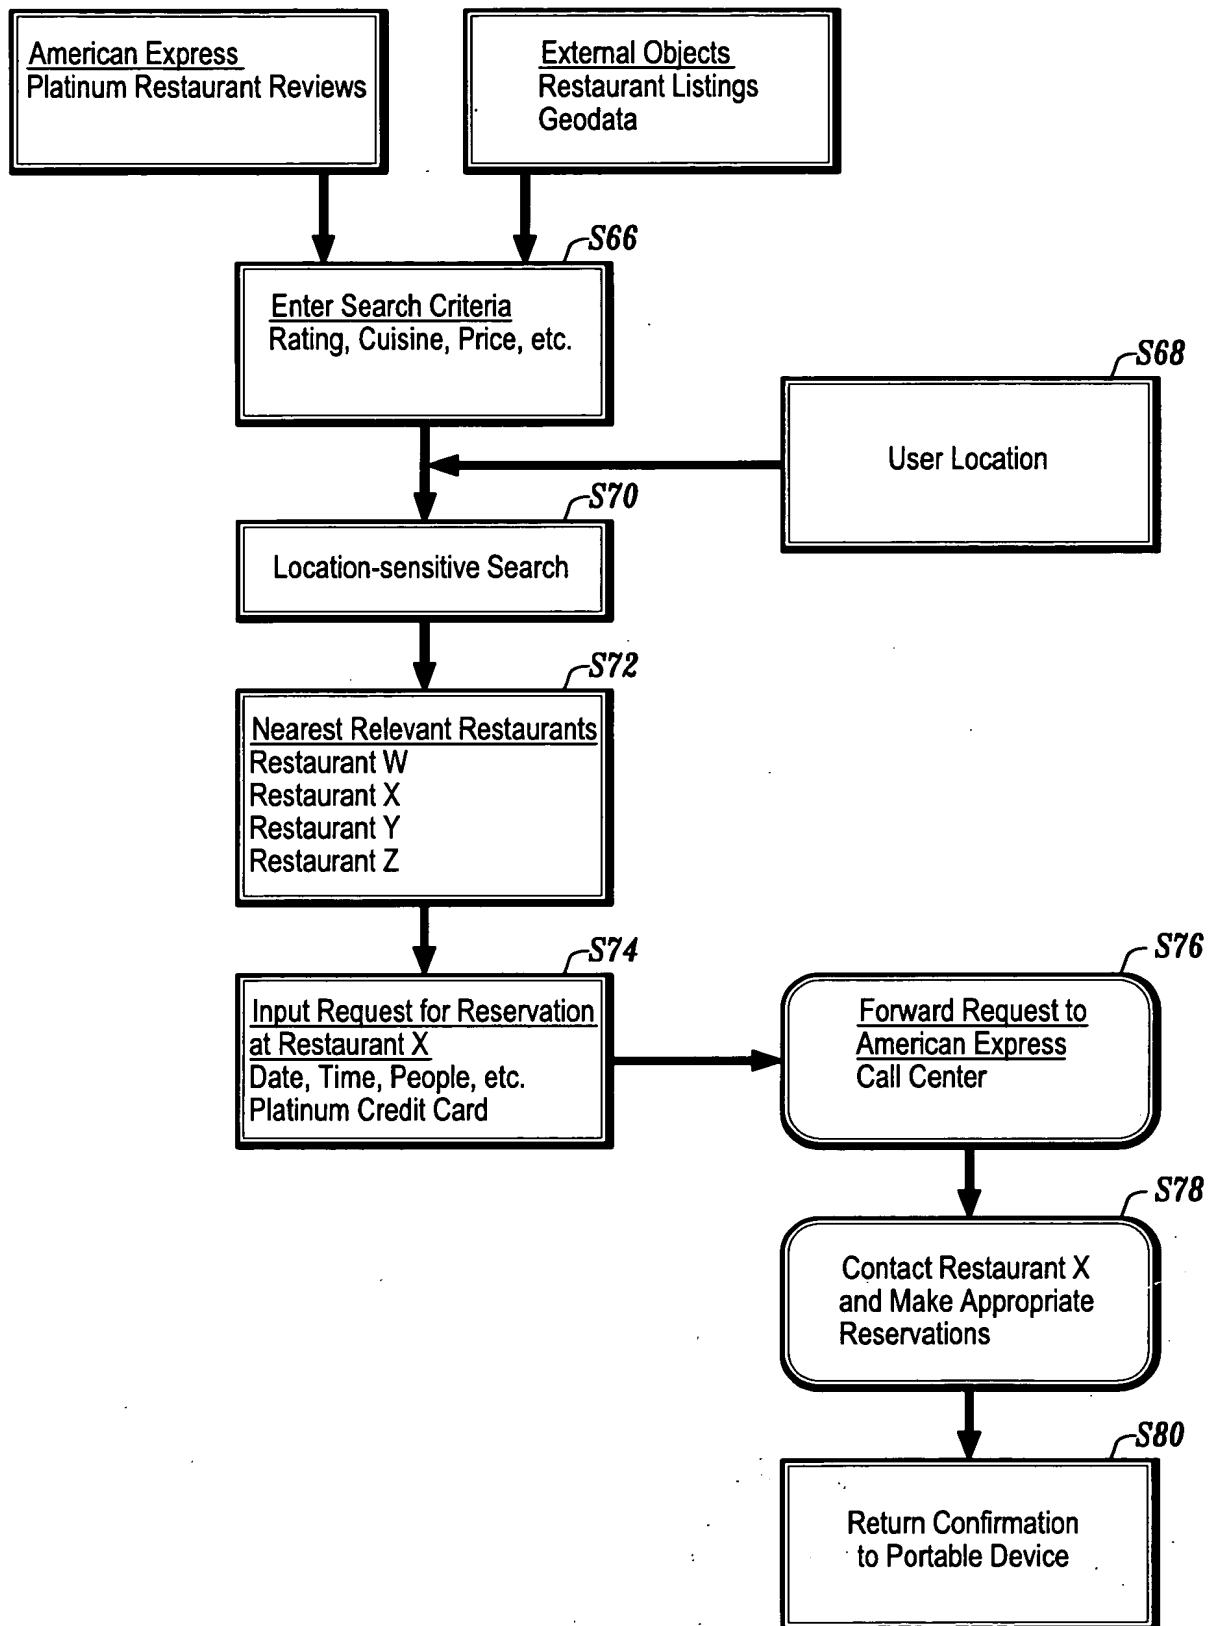 American Express
Platinum Restaurant Reviews
External Objects
Restaurant Listings
Geodata
S66
Enter Search Criteria
Rating, Cuisine, Price, etc.
S68
User Location
S70
Location-sensitive Search
S72
Nearest Relevant Restaurants
Restaurant W
Restaurant X
Restaurant Y
Restaurant Z
S74
Input Request for Reservation
at Restaurant X
Date, Time, People, etc.
Platinum Credit Card
S76
Forward Request to
American Express
Call Center
S78
Contact Restaurant X
and Make Appropriate
Reservations
S80
Return Confirmation
to Portable Device